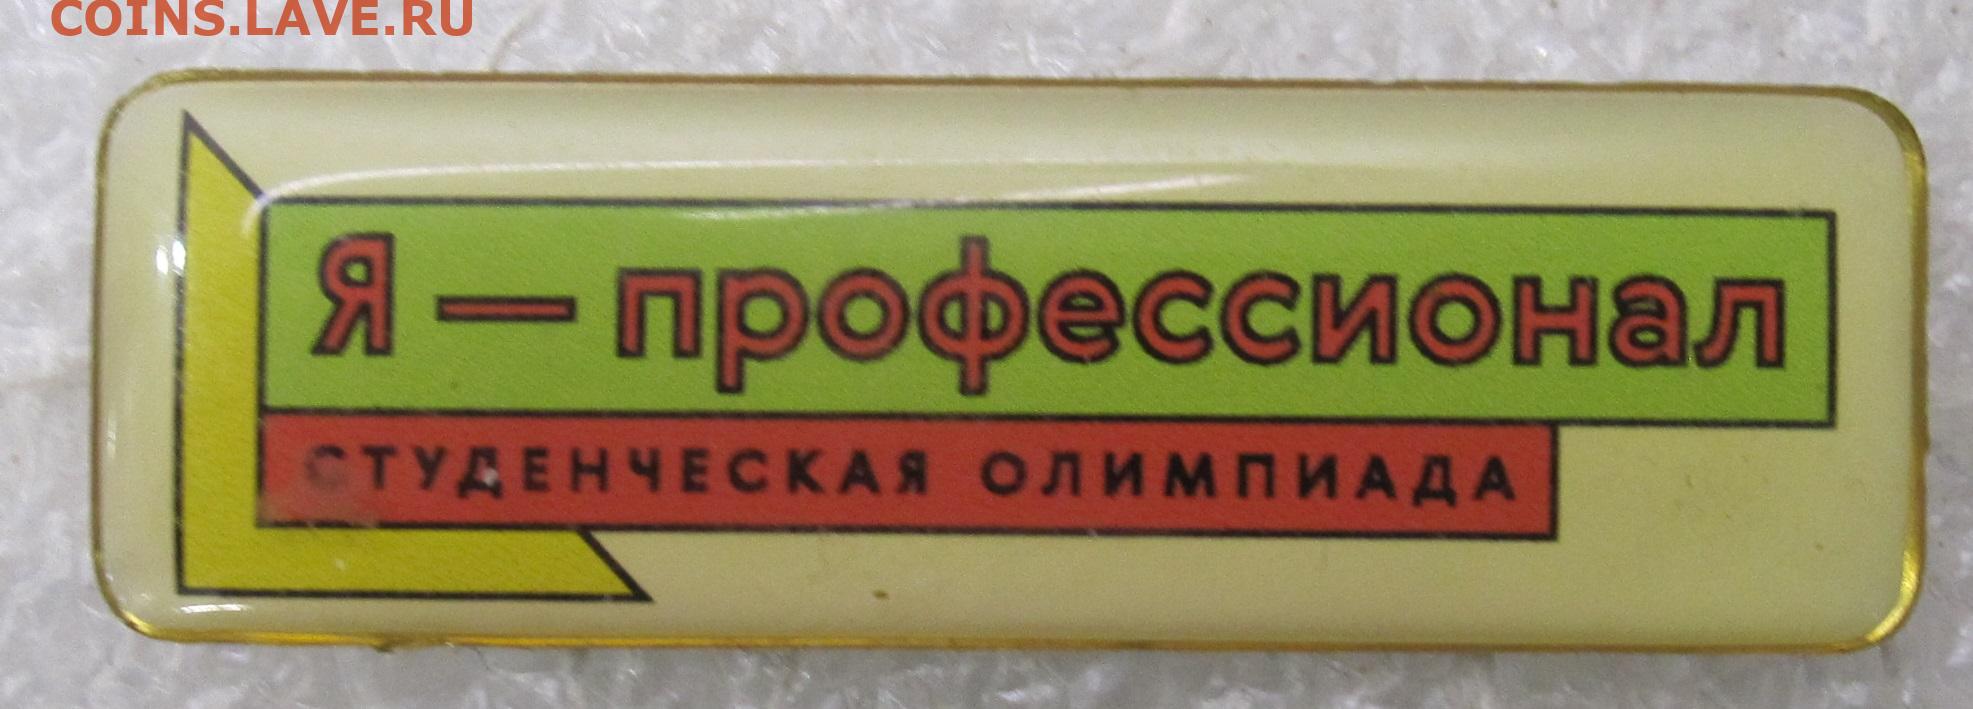 COINS.LAVE.RU
Я — профессионал
СТУДЕНЧЕСКАЯ ОЛИМПИАДА